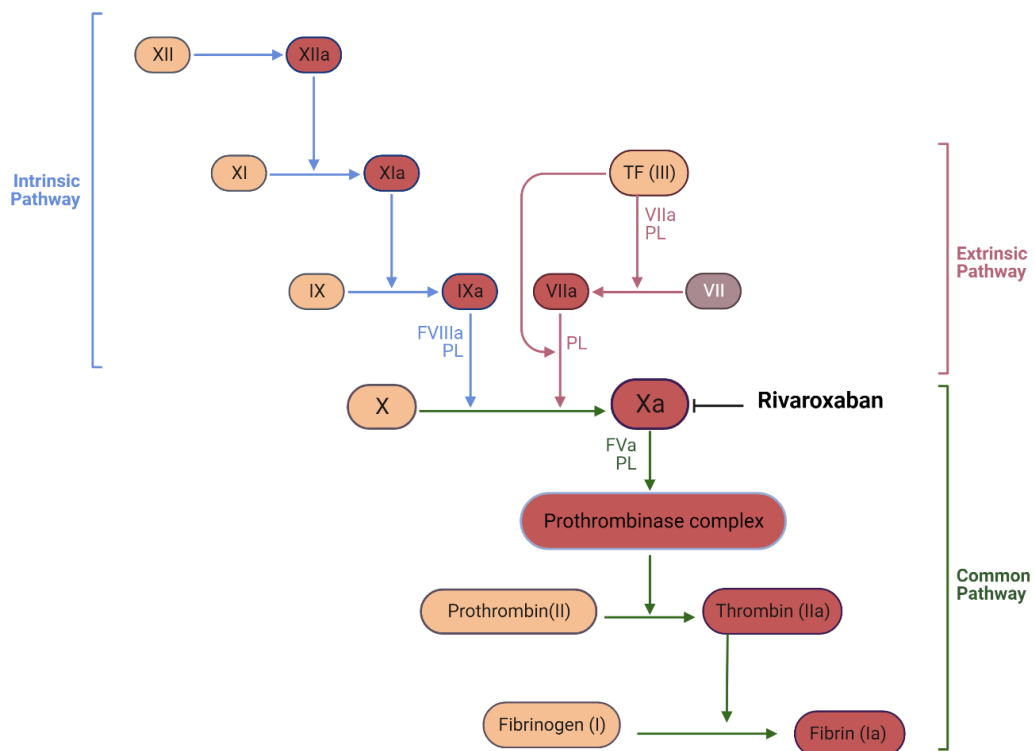 XII
XIIa
XI
XIa
TF (III)
Intrinsic
Pathway
VIIa
PL
Extrinsic
Pathway
IX
IXa
VIIa
VII
FVIIIa
PL
PL
X
Xa
Rivaroxaban
FVa
PL
Prothrombinase complex
Common
Pathway
Prothrombin(II)
Thrombin (IIa)
Fibrinogen (I)
Fibrin (Ia)